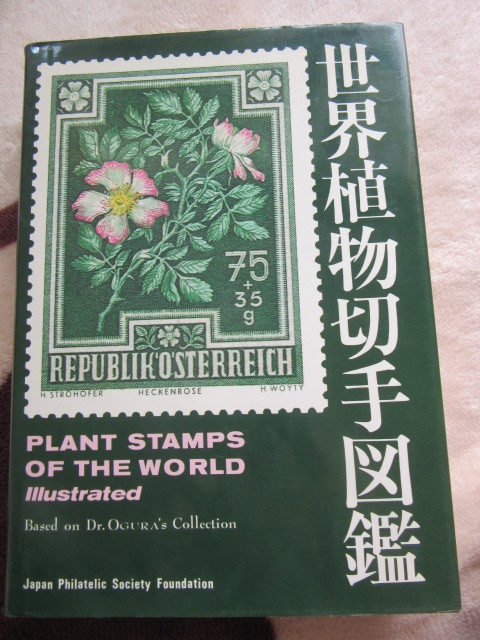 世界植物切手図鑑
75
+
35
g
REPUBLIK ÖSTERREICH
H. STROHOFER HECKENROSE H. WOYTY
PLANT STAMPS
OF THE WORLD
Illustrated
Based on Dr. OGURA's Collection
Japan Philatelic Society Foundation